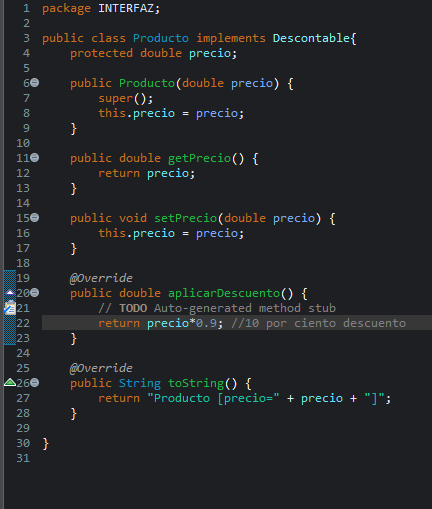 1 package INTERFAZ;
2
3 public class Producto implements Descontable{
4     protected double precio;
5
6     public Producto(double precio) {
7         super();
8         this.precio = precio;
9     }
10
11     public double getPrecio() {
12         return precio;
13     }
14
15     public void setPrecio(double precio) {
16         this.precio = precio;
17     }
18
19     @Override
20     public double aplicarDescuento() {
21         // TODO Auto-generated method stub
22         return precio*0.9; //10 por ciento descuento
23     }
24
25     @Override
26     public String toString() {
27         return "Producto [precio=" + precio + "]";
28     }
29
30 }
31